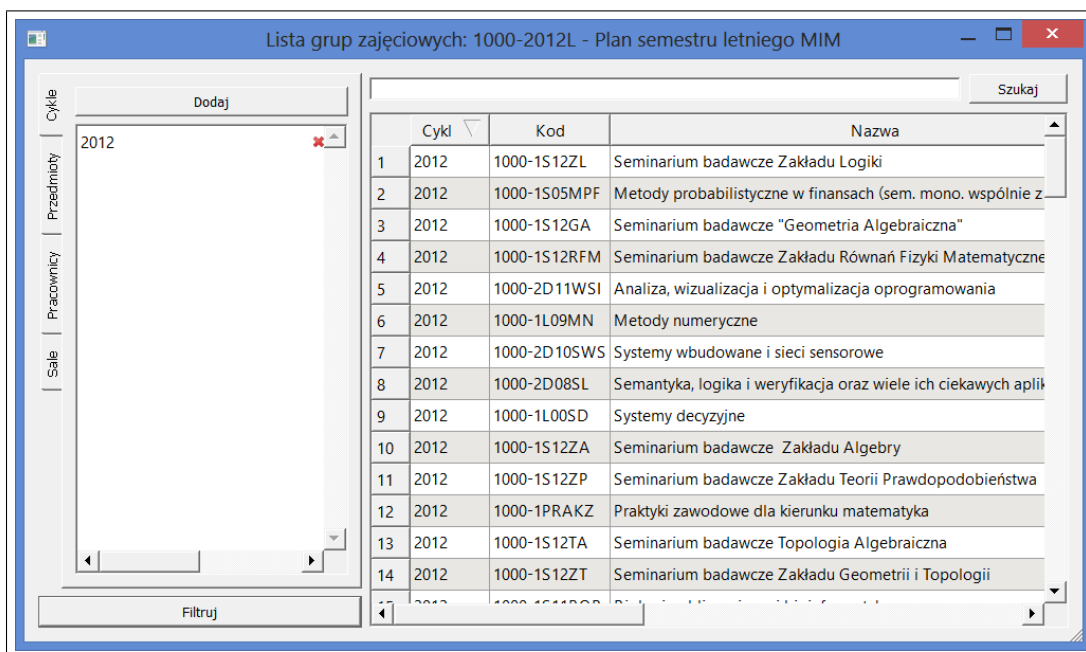 Lista grup zajęciowych: 1000-2012L - Plan semestru letniego MIM
Cykle
Przedmioty
Pracownicy
Sale
Dodaj
2012
Filtruj
Szukaj
Cykl Kod Nazwa
1 2012 1000-1S12ZL Seminarium badawcze Zakładu Logiki
2 2012 1000-1S05MPF Metody probabilistyczne w finansach (sem. mono. wspólnie z
3 2012 1000-1S12GA Seminarium badawcze "Geometria Algebraiczna"
4 2012 1000-1S12RFM Seminarium badawcze Zakładu Równań Fizyki Matematyczne
5 2012 1000-2D11WSI Analiza, wizualizacja i optymalizacja oprogramowania
6 2012 1000-1L09MN Metody numeryczne
7 2012 1000-2D10SWS Systemy wbudowane i sieci sensorowe
8 2012 1000-2D08SL Semantyka, logika i weryfikacja oraz wiele ich ciekawych aplik
9 2012 1000-1L00SD Systemy decyzyjne
10 2012 1000-1S12ZA Seminarium badawcze Zakładu Algebry
11 2012 1000-1S12ZP Seminarium badawcze Zakładu Teorii Prawdopodobieństwa
12 2012 1000-1PRAKZ Praktyki zawodowe dla kierunku matematyka
13 2012 1000-1S12TA Seminarium badawcze Topologia Algebraiczna
14 2012 1000-1S12ZT Seminarium badawcze Zakładu Geometrii i Topologii